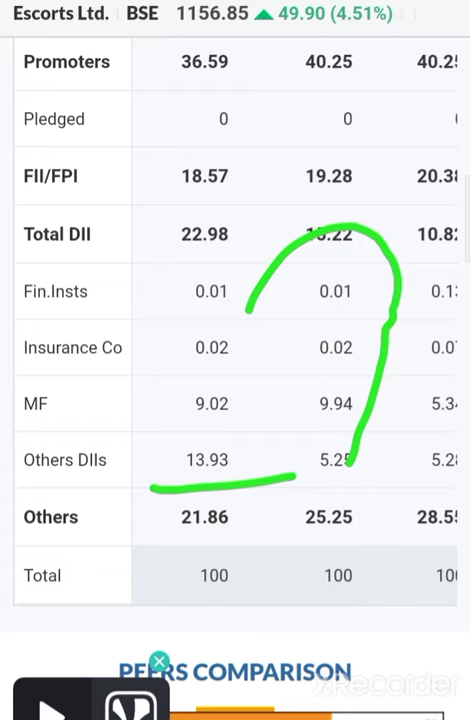 Escorts Ltd. BSE 1156.85 ▲ 49.90 (4.51%)
Promoters 36.59 40.25
Pledged 0 0
FII/FPI 18.57 19.28
Total DII 22.98
Fin.Insts 0.01 0.01
Insurance Co 0.02 0.02
MF 9.02 9.94
Others DIIs 13.93
Others 21.86 25.25
Total 100 100
PEERS COMPARISON
XRecorder